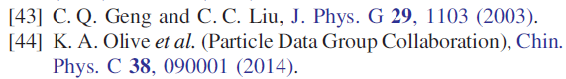 [43] C. Q. Geng and C. C. Liu, J. Phys. G 29, 1103 (2003).
[44] K. A. Olive et al. (Particle Data Group Collaboration), Chin.
Phys. C 38, 090001 (2014).